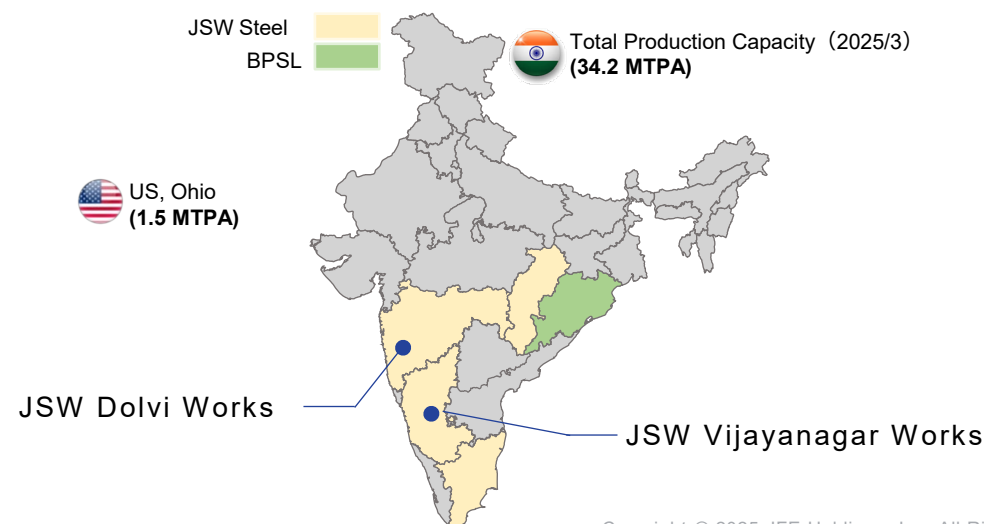 JSW Steel
BPSL
Total Production Capacity（2025/3）
(34.2 MTPA)
US, Ohio
(1.5 MTPA)
JSW Dolvi Works
JSW Vijayanagar Works